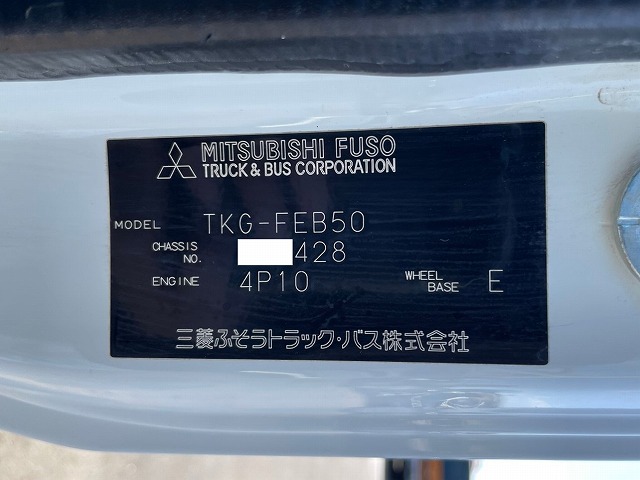 MITSUBISHI FUSO
TRUCK & BUS CORPORATION
MODEL TKG-FEB50
CHASSIS NO. 428
ENGINE 4P10 WHEEL BASE E
三菱ふそうトラック・バス株式会社